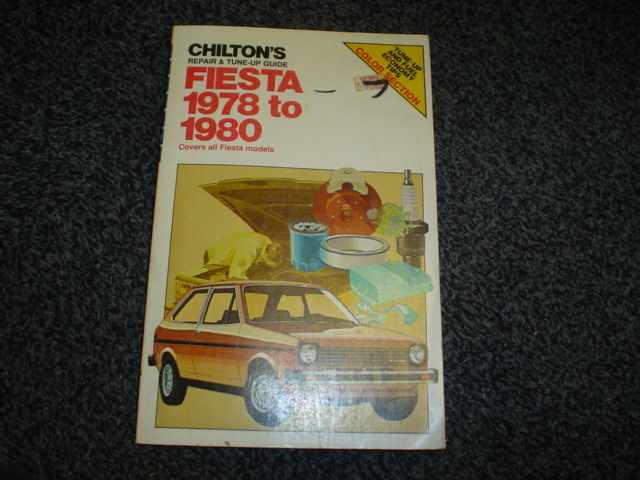 CHILTON'S
REPAIR & TUNE-UP GUIDE
FIESTA
1978 to
1980
Covers all Fiesta models
TUNE-UP
AND FUEL
ECONOMY
TIPS
COLOR SECTION